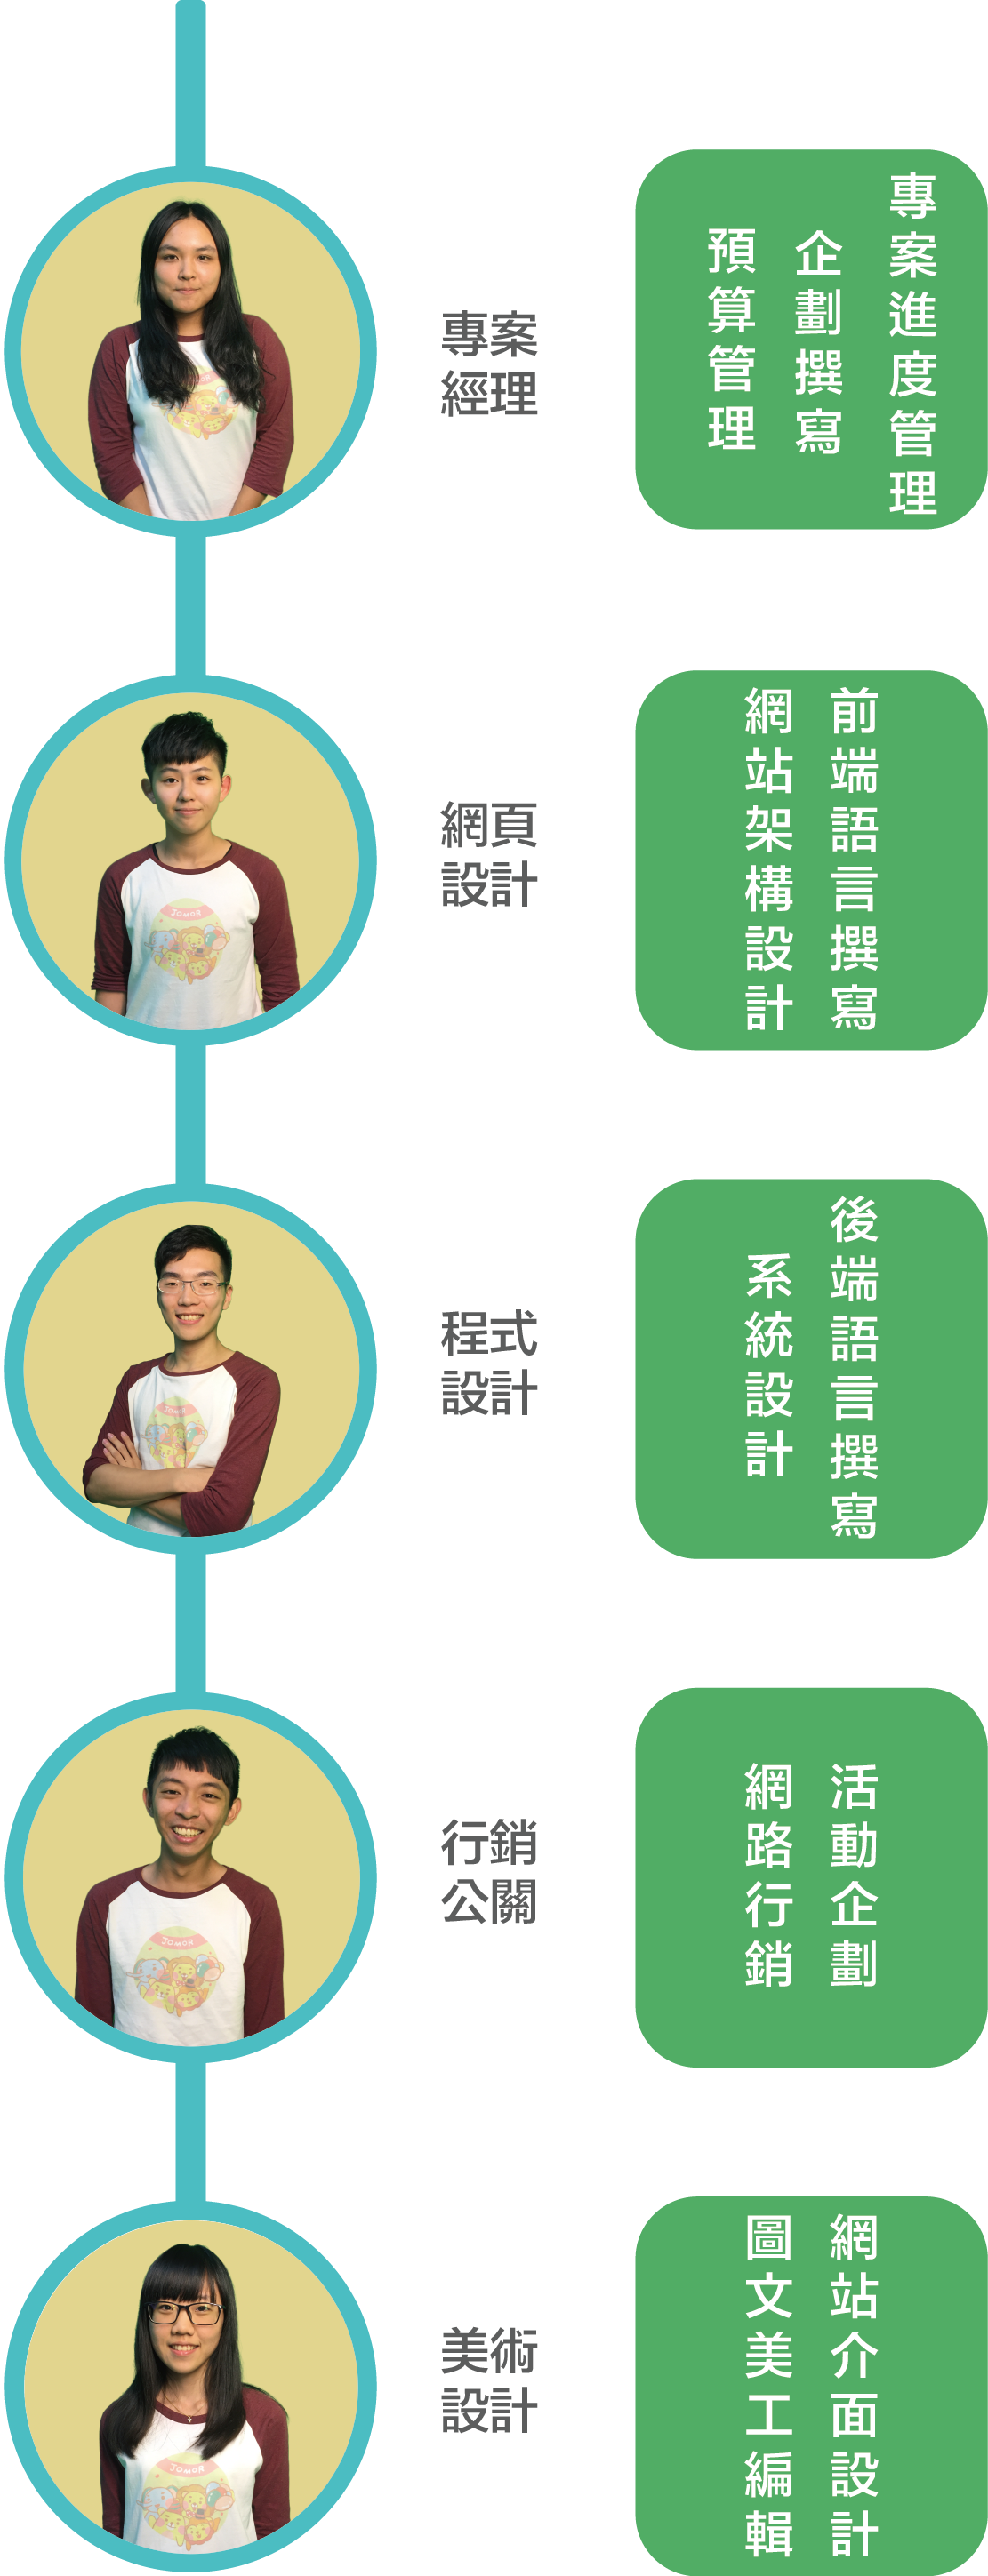 專案
經理
專案進度管理
企劃撰寫
預算管理
網頁
設計
前端語言撰寫
網站架構設計
JOMOR
程式
設計
後端語言撰寫
系統設計
JOMOR
行銷
公關
活動企劃
網路行銷
JOMOR
美術
設計
網站介面設計
圖文美工編輯
JOMOR